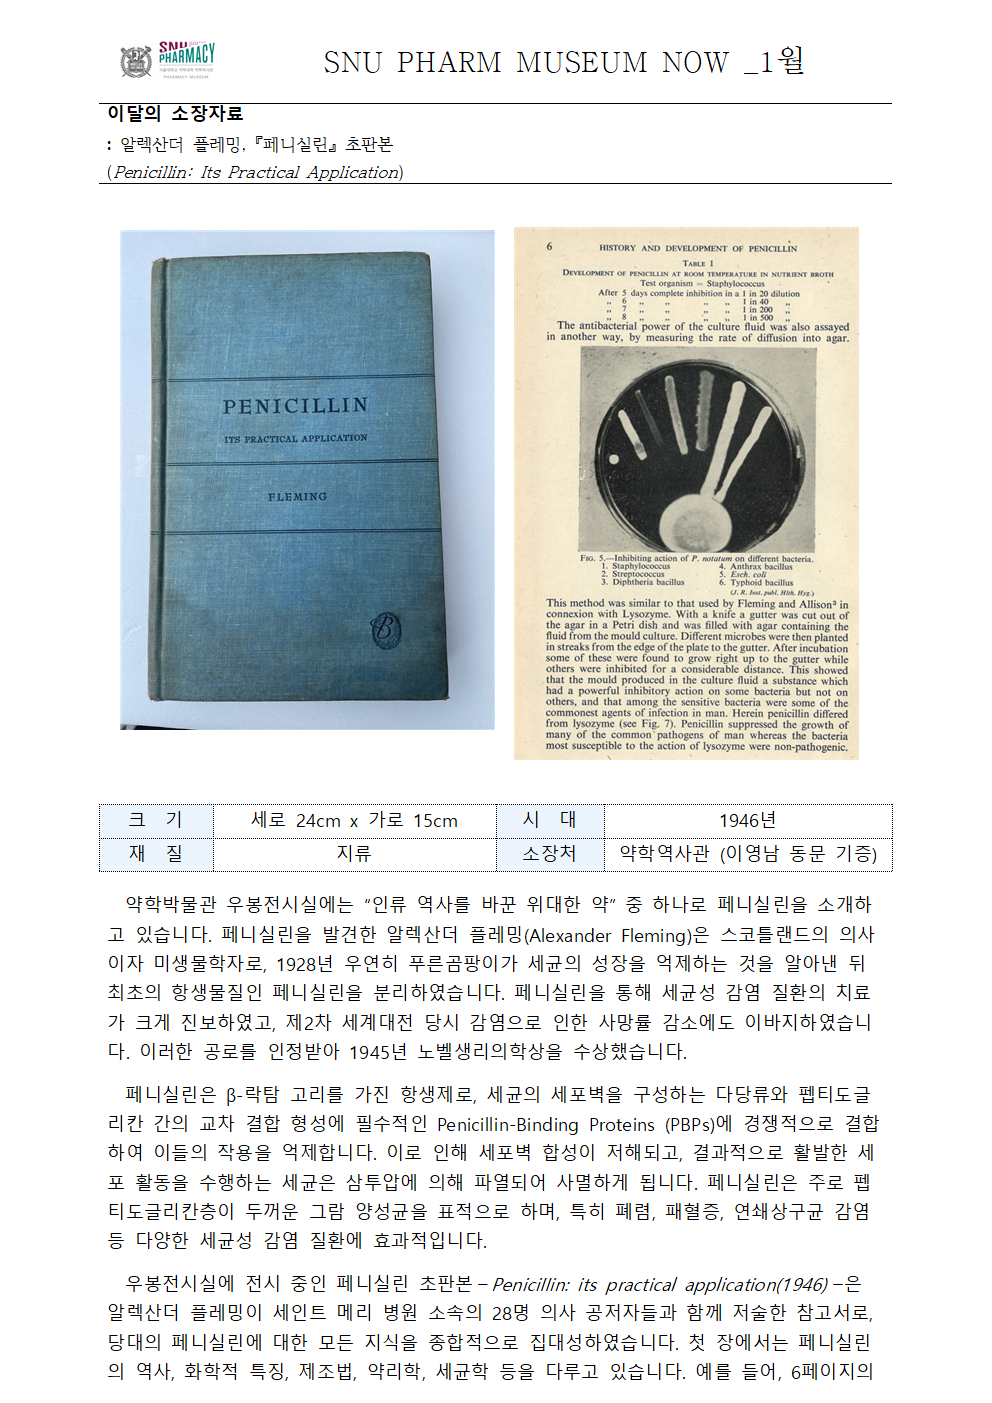 SNU
PHARMACY
서울대학교 약학대학 약학역사관
PHARMACY MUSEUM
SNU PHARM MUSEUM NOW _1월
이달의 소장자료
: 알렉산더 플레밍, 『페니실린』 초판본
(Penicillin: Its Practical Application)
PENICILLIN
ITS PRACTICAL APPLICATION
FLEMING
B
6 HISTORY AND DEVELOPMENT OF PENICILLIN
TABLE 1
DEVELOPMENT OF PENICILLIN AT ROOM TEMPERATURE IN NUTRIENT BROTH
Test organism = Staphylococcus
After 5 days complete inhibition in a 1 in 20 dilution
„ 6 „ „ „ „ 1 in 40 „
„ 7 „ „ „ „ 1 in 200 „
„ 8 „ „ „ „ 1 in 500 „
The antibacterial power of the culture fluid was also assayed
in another way, by measuring the rate of diffusion into agar.
FIG. 5.—Inhibiting action of P. notatum on different bacteria.
1. Staphylococcus 4. Anthrax bacillus
2. Streptococcus 5. Esch. coli
3. Diphtheria bacillus 6. Typhoid bacillus
(J. R. Inst. publ. Hlth. Hyg.)
This method was similar to that used by Fleming and Allison³ in
connexion with Lysozyme. With a knife a gutter was cut out of
the agar in a Petri dish and was filled with agar containing the
fluid from the mould culture. Different microbes were then planted
in streaks from the edge of the plate to the gutter. After incubation
some of these were found to grow right up to the gutter while
others were inhibited for a considerable distance. This showed
that the mould produced in the culture fluid a substance which
had a powerful inhibitory action on some bacteria but not on
others, and that among the sensitive bacteria were some of the
commonest agents of infection in man. Herein penicillin differed
from lysozyme (see Fig. 7). Penicillin suppressed the growth of
many of the common pathogens of man whereas the bacteria
most susceptible to the action of lysozyme were non-pathogenic.
크 기 세로 24cm x 가로 15cm 시 대 1946년
재 질 지류 소장처 약학역사관 (이영남 동문 기증)
약학박물관 우봉전시실에는 “인류 역사를 바꾼 위대한 약” 중 하나로 페니실린을 소개하
고 있습니다. 페니실린을 발견한 알렉산더 플레밍(Alexander Fleming)은 스코틀랜드의 의사
이자 미생물학자로, 1928년 우연히 푸른곰팡이가 세균의 성장을 억제하는 것을 알아낸 뒤
최초의 항생물질인 페니실린을 분리하였습니다. 페니실린을 통해 세균성 감염 질환의 치료
가 크게 진보하였고, 제2차 세계대전 당시 감염으로 인한 사망률 감소에도 이바지하였습니
다. 이러한 공로를 인정받아 1945년 노벨생리의학상을 수상했습니다.
페니실린은 β-락탐 고리를 가진 항생제로, 세균의 세포벽을 구성하는 다당류와 펩티도글
리칸 간의 교차 결합 형성에 필수적인 Penicillin-Binding Proteins (PBPs)에 경쟁적으로 결합
하여 이들의 작용을 억제합니다. 이로 인해 세포벽 합성이 저해되고, 결과적으로 활발한 세
포 활동을 수행하는 세균은 삼투압에 의해 파열되어 사멸하게 됩니다. 페니실린은 주로 펩
티도글리칸층이 두꺼운 그람 양성균을 표적으로 하며, 특히 폐렴, 패혈증, 연쇄상구균 감염
등 다양한 세균성 감염 질환에 효과적입니다.
우봉전시실에 전시 중인 페니실린 초판본 – Penicillin: its practical application(1946) –은
알렉산더 플레밍이 세인트 메리 병원 소속의 28명 의사 공저자들과 함께 저술한 참고서로,
당대의 페니실린에 대한 모든 지식을 종합적으로 집대성하였습니다. 첫 장에서는 페니실린
의 역사, 화학적 특징, 제조법, 약리학, 세균학 등을 다루고 있습니다. 예를 들어, 6페이지의